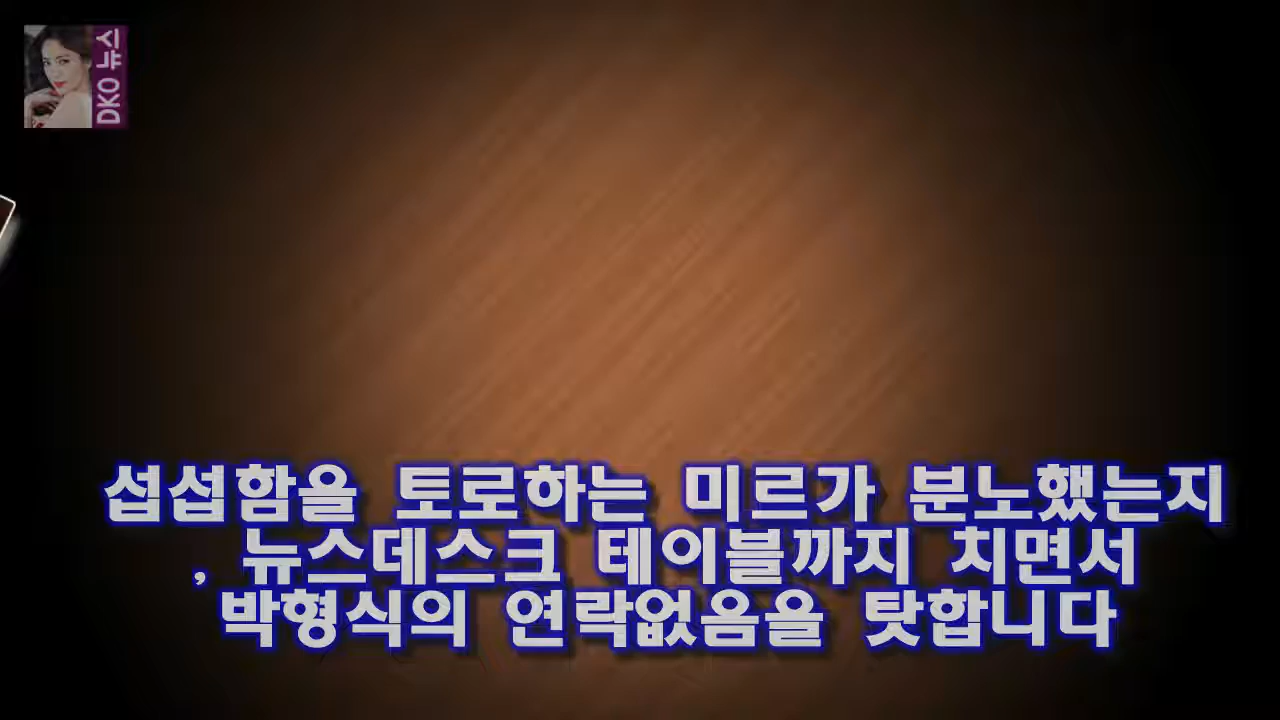 DKO 뉴스
섭섭함을 토로하는 미르가 분노했는지
, 뉴스데스크 테이블까지 치면서
박형식의 연락없음을 탓합니다